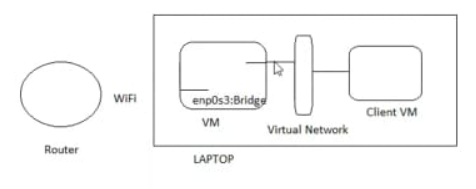 WiFi
enp0s3:Bridge
VM
Virtual Network
Client VM
Router
LAPTOP